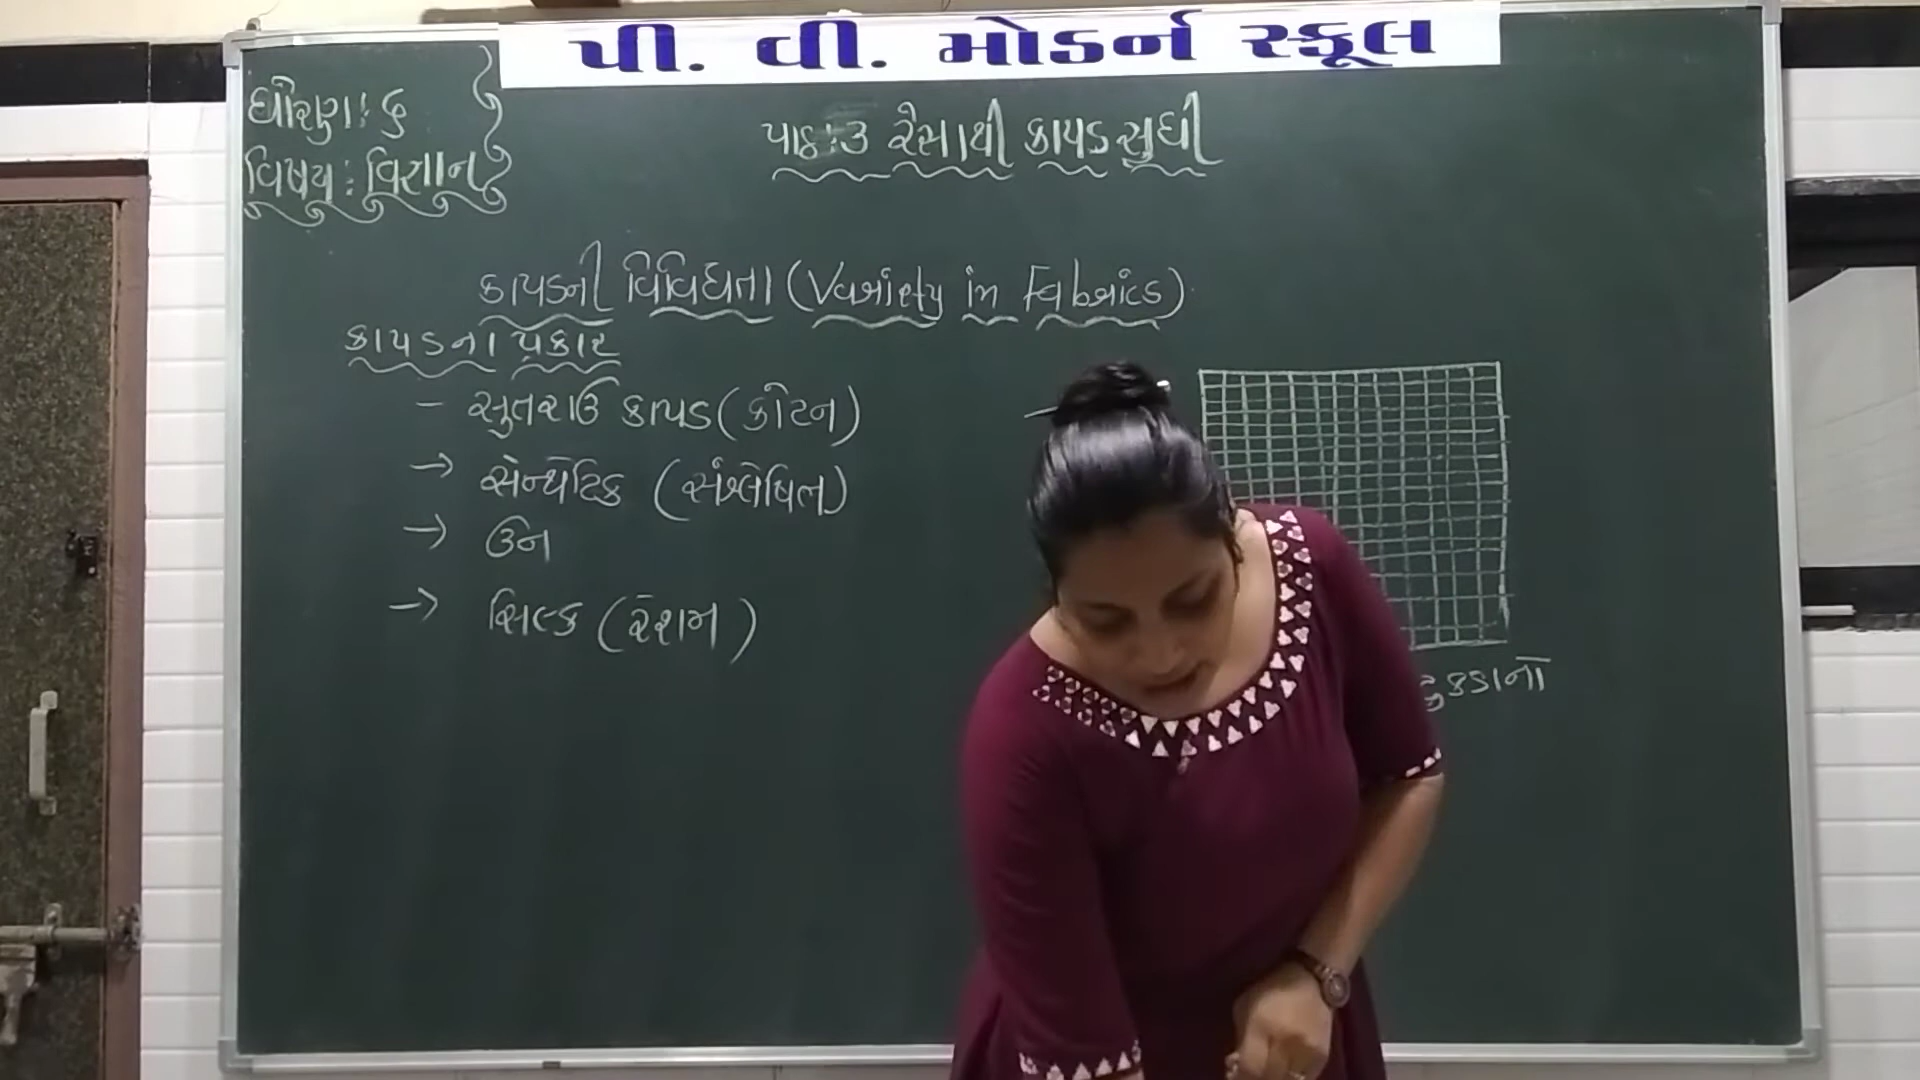 પી. વી. મોડર્ન સ્કૂલ
ધોરણ : ૬
વિષય : વિજ્ઞાન
પાઠ : ૩ રેસાથી કાપડ સુધી
કાપડની વિવિધતા (Variety in Fabrics)
કાપડના પ્રકાર
– સુતરાઉ કાપડ (કોટન)
→ સેન્થેટિક (સંશ્લેષિત)
→ ઉન
→ સિલ્ક (રેશમ)
ટુકડાનો